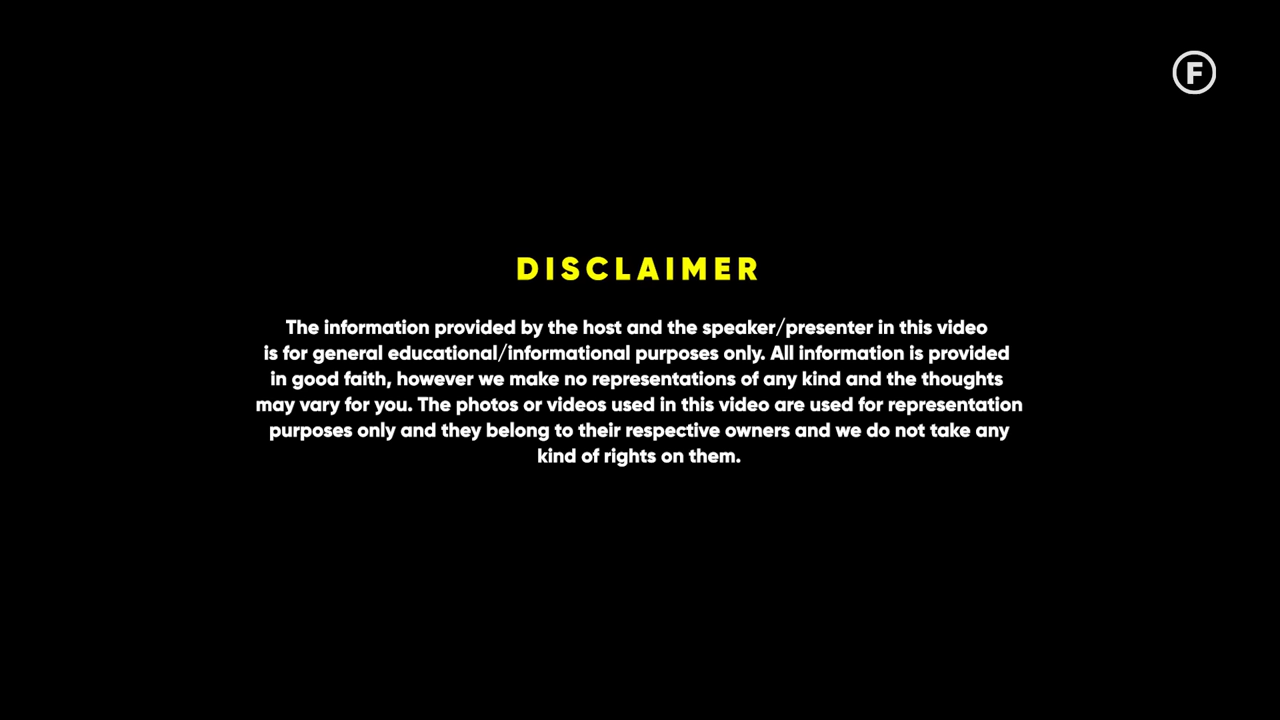 F
DISCLAIMER
The information provided by the host and the speaker/presenter in this video
is for general educational/informational purposes only. All information is provided
in good faith, however we make no representations of any kind and the thoughts
may vary for you. The photos or videos used in this video are used for representation
purposes only and they belong to their respective owners and we do not take any
kind of rights on them.